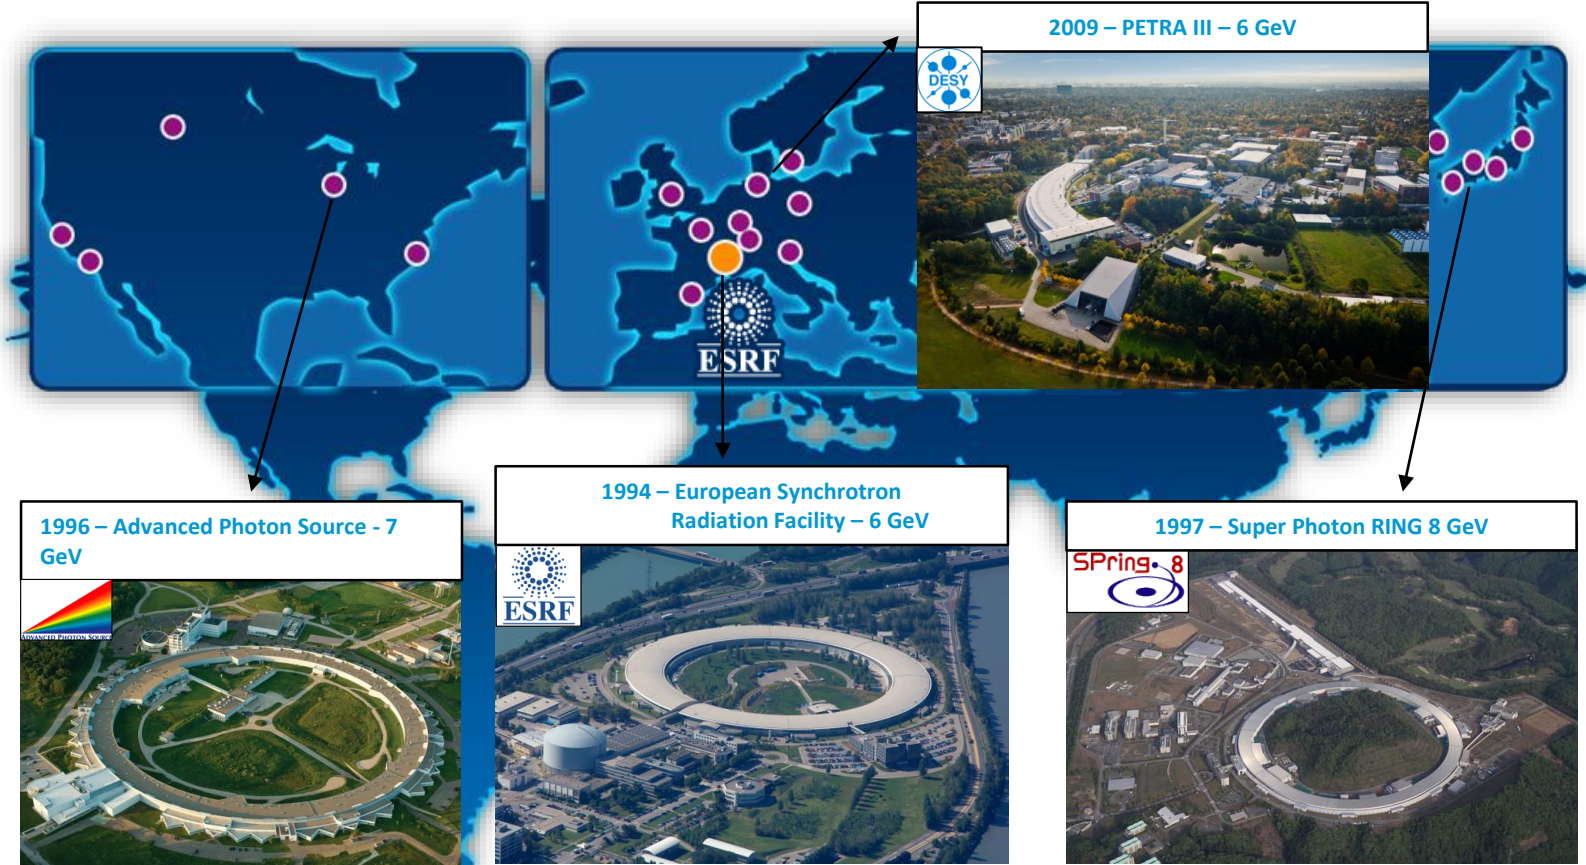 2009 – PETRA III – 6 GeV
DESY
ESRF
1994 – European Synchrotron
Radiation Facility – 6 GeV
1996 – Advanced Photon Source - 7
GeV
1997 – Super Photon RING 8 GeV
ESRF
SPring. 8
ADVANCED PHOTON SOURCE